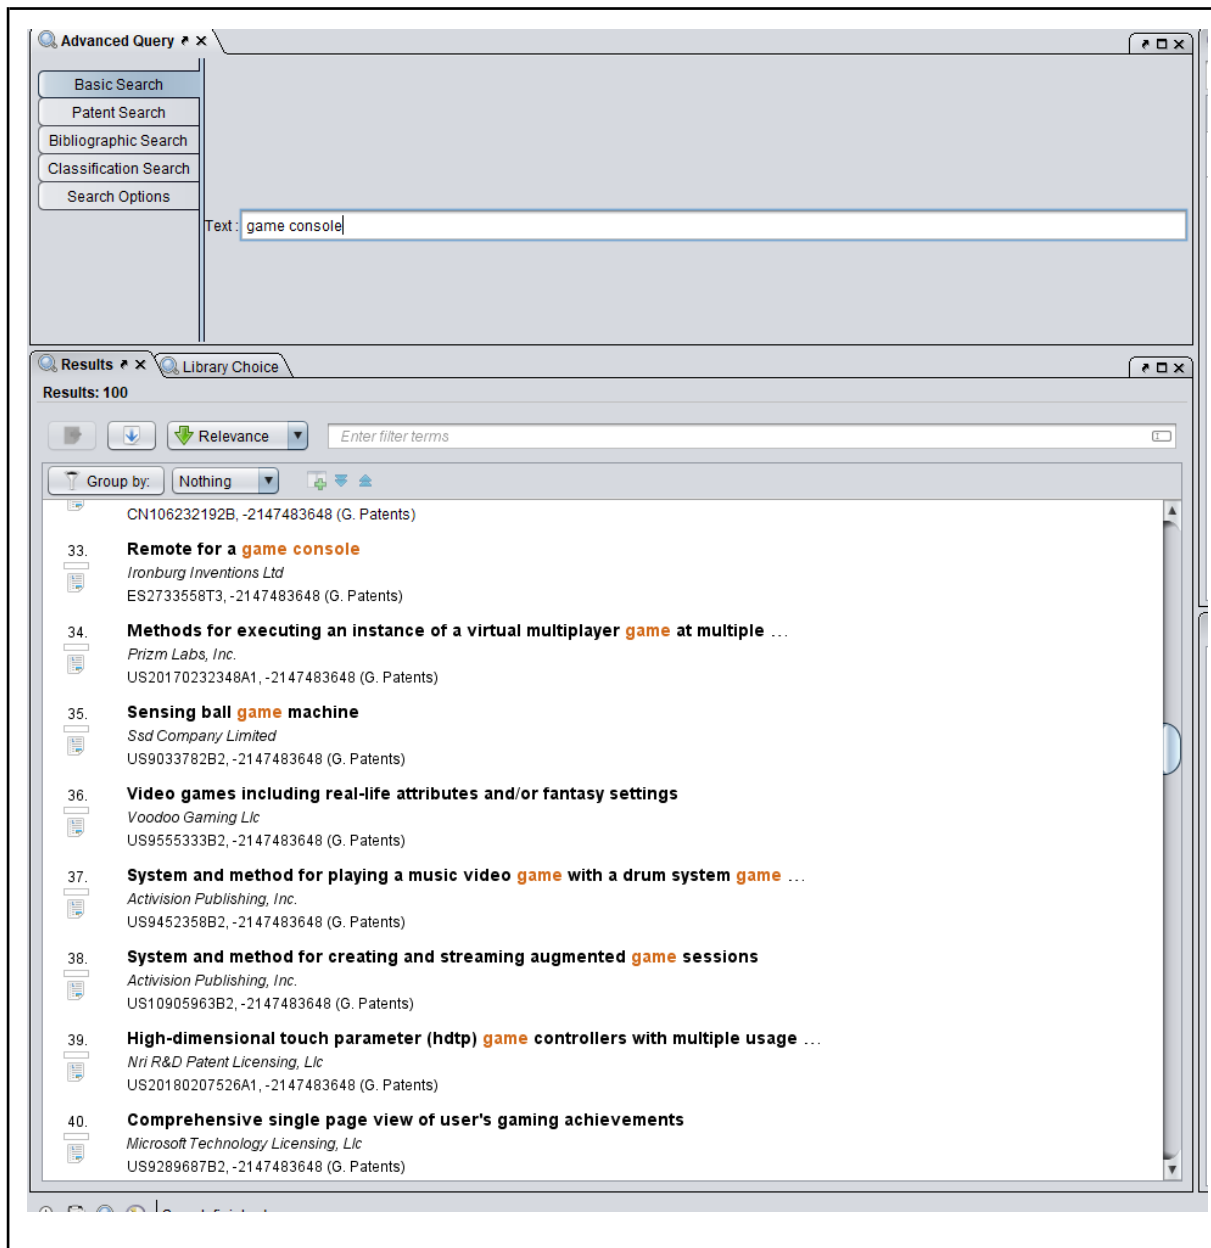 Advanced Query
Basic Search
Patent Search
Bibliographic Search
Classification Search
Search Options
Text : game console
Results
Library Choice
Results: 100
Relevance
Enter filter terms
Group by:
Nothing
CN106232192B, -2147483648 (G. Patents)
33. Remote for a game console
Ironburg Inventions Ltd
ES2733558T3, -2147483648 (G. Patents)
34. Methods for executing an instance of a virtual multiplayer game at multiple ...
Prizm Labs, Inc.
US20170232348A1, -2147483648 (G. Patents)
35. Sensing ball game machine
Ssd Company Limited
US9033782B2, -2147483648 (G. Patents)
36. Video games including real-life attributes and/or fantasy settings
Voodoo Gaming Llc
US9555333B2, -2147483648 (G. Patents)
37. System and method for playing a music video game with a drum system game ...
Activision Publishing, Inc.
US9452358B2, -2147483648 (G. Patents)
38. System and method for creating and streaming augmented game sessions
Activision Publishing, Inc.
US10905963B2, -2147483648 (G. Patents)
39. High-dimensional touch parameter (hdtp) game controllers with multiple usage ...
Nri R&D Patent Licensing, Llc
US20180207526A1, -2147483648 (G. Patents)
40. Comprehensive single page view of user's gaming achievements
Microsoft Technology Licensing, Llc
US9289687B2, -2147483648 (G. Patents)